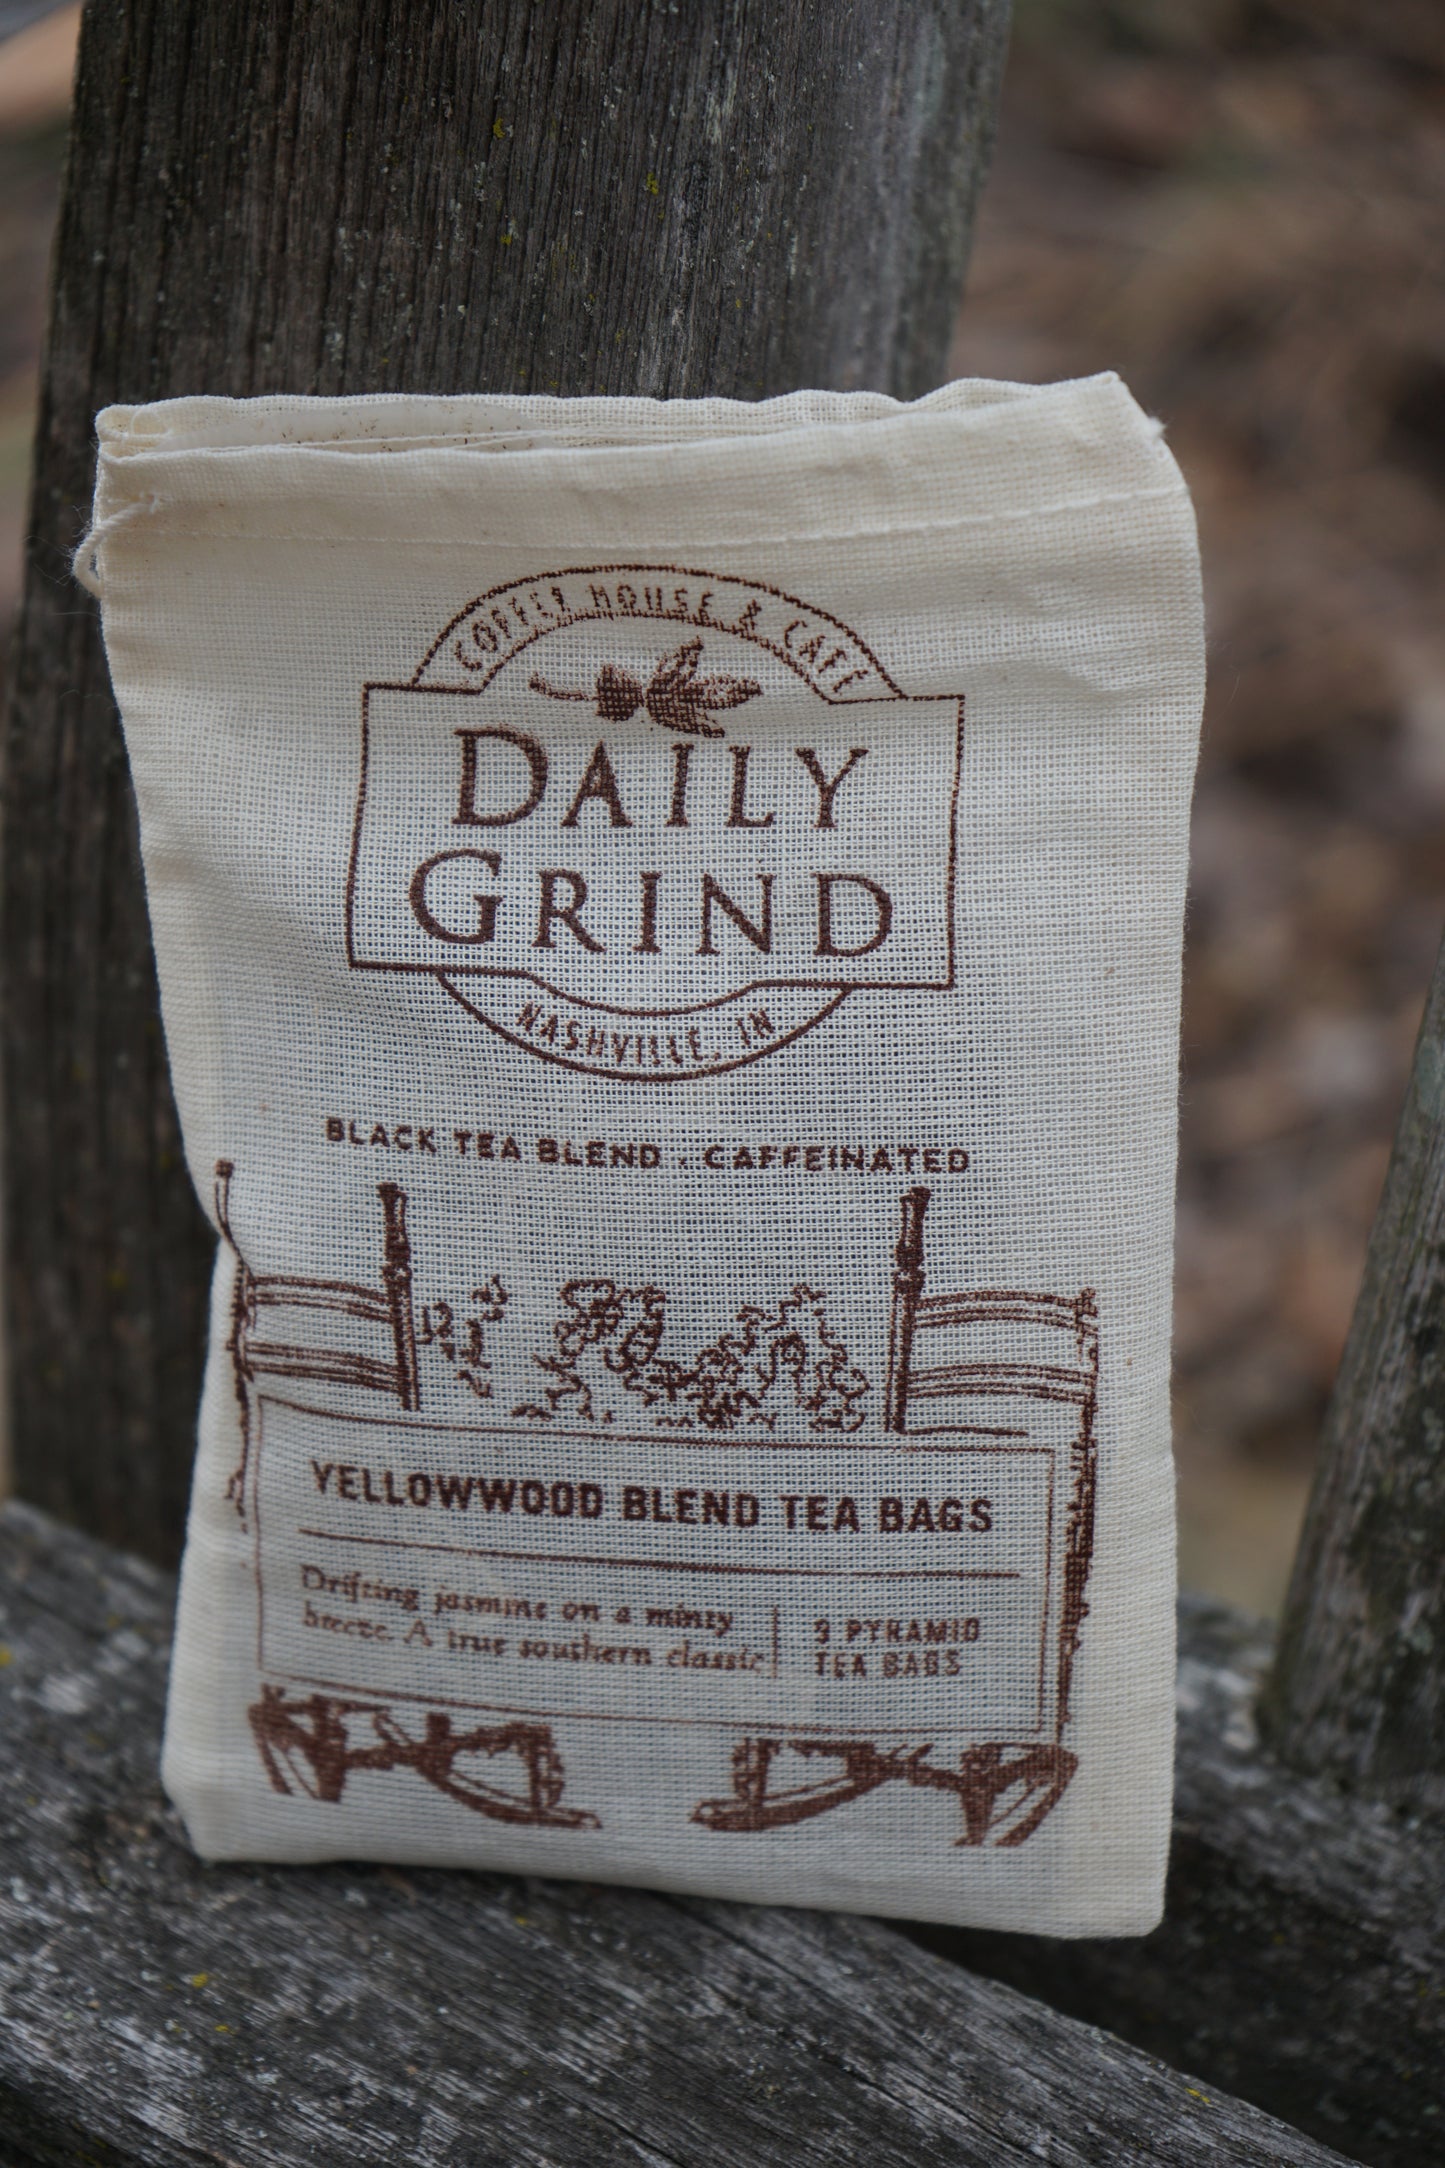 COFFEE HOUSE & CAFE
DAILY
GRIND
NASHVILLE, IN
BLACK TEA BLEND . CAFFEINATED
YELLOWWOOD BLEND TEA BAGS
Drifting jasmine on a minty
breeze. A true southern classic
3 PYRAMID
TEA BAGS